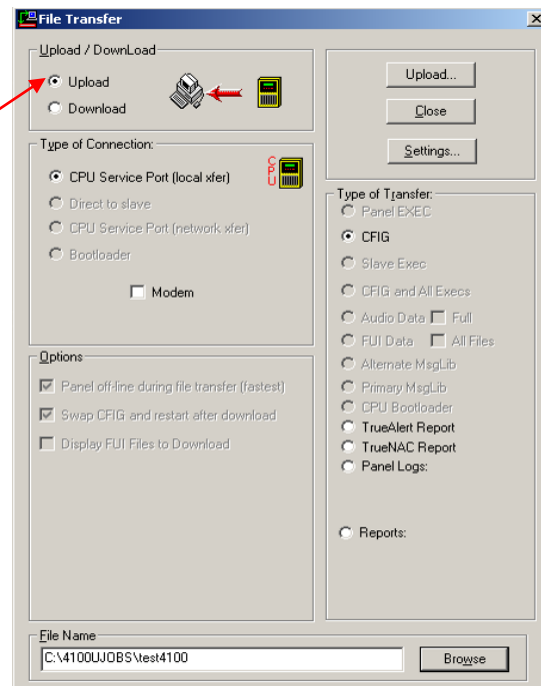 File Transfer
Upload / DownLoad
Upload
Download
Upload...
Close
Settings...
Type of Connection:
CPU
CPU Service Port (local xfer)
Direct to slave
CPU Service Port (network xfer)
Bootloader
Modem
Type of Transfer:
Panel EXEC
CFIG
Slave Exec
CFIG and All Execs
Audio Data Full
FUI Data All Files
Alternate MsgLib
Primary MsgLib
CPU Bootloader
TrueAlert Report
TrueNAC Report
Panel Logs:
Reports:
Options
Panel off-line during file transfer (fastest)
Swap CFIG and restart after download
Display FUI Files to Download
File Name
C:\4100UJOBS\test4100
Browse